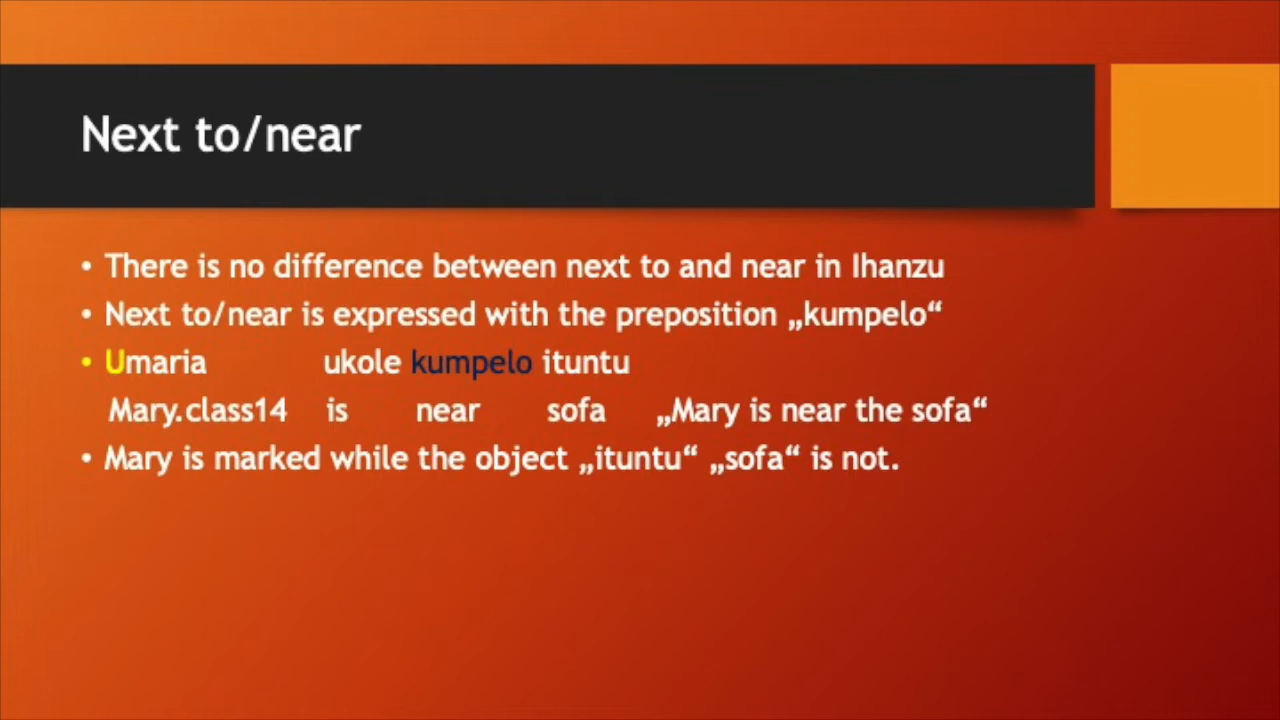 Next to/near
• There is no difference between next to and near in Ihanzu
• Next to/near is expressed with the preposition „kumpelo“
• Umaria ukole kumpelo ituntu
Mary.class14 is near sofa „Mary is near the sofa“
• Mary is marked while the object „ituntu“ „sofa“ is not.